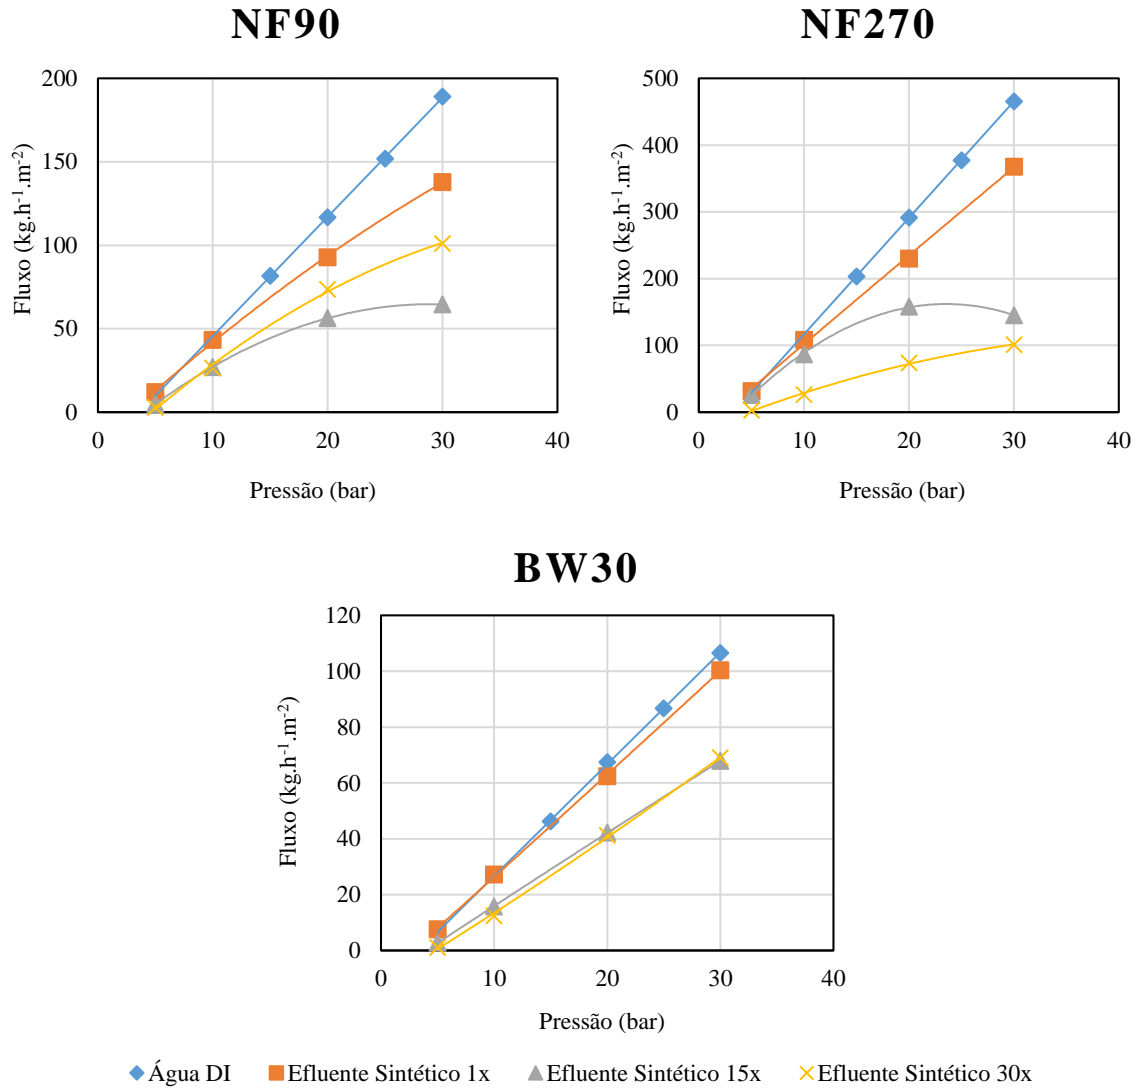 NF90
200
150
100
50
0
0 10 20 30 40
Fluxo (kg.h-1.m-2)
Pressão (bar)
NF270
500
400
300
200
100
0
0 10 20 30 40
Fluxo (kg.h-1.m-2)
Pressão (bar)
BW30
120
100
80
60
40
20
0
0 10 20 30 40
Fluxo (kg.h-1.m-2)
Pressão (bar)
Água DI Efluente Sintético 1x Efluente Sintético 15x Efluente Sintético 30x